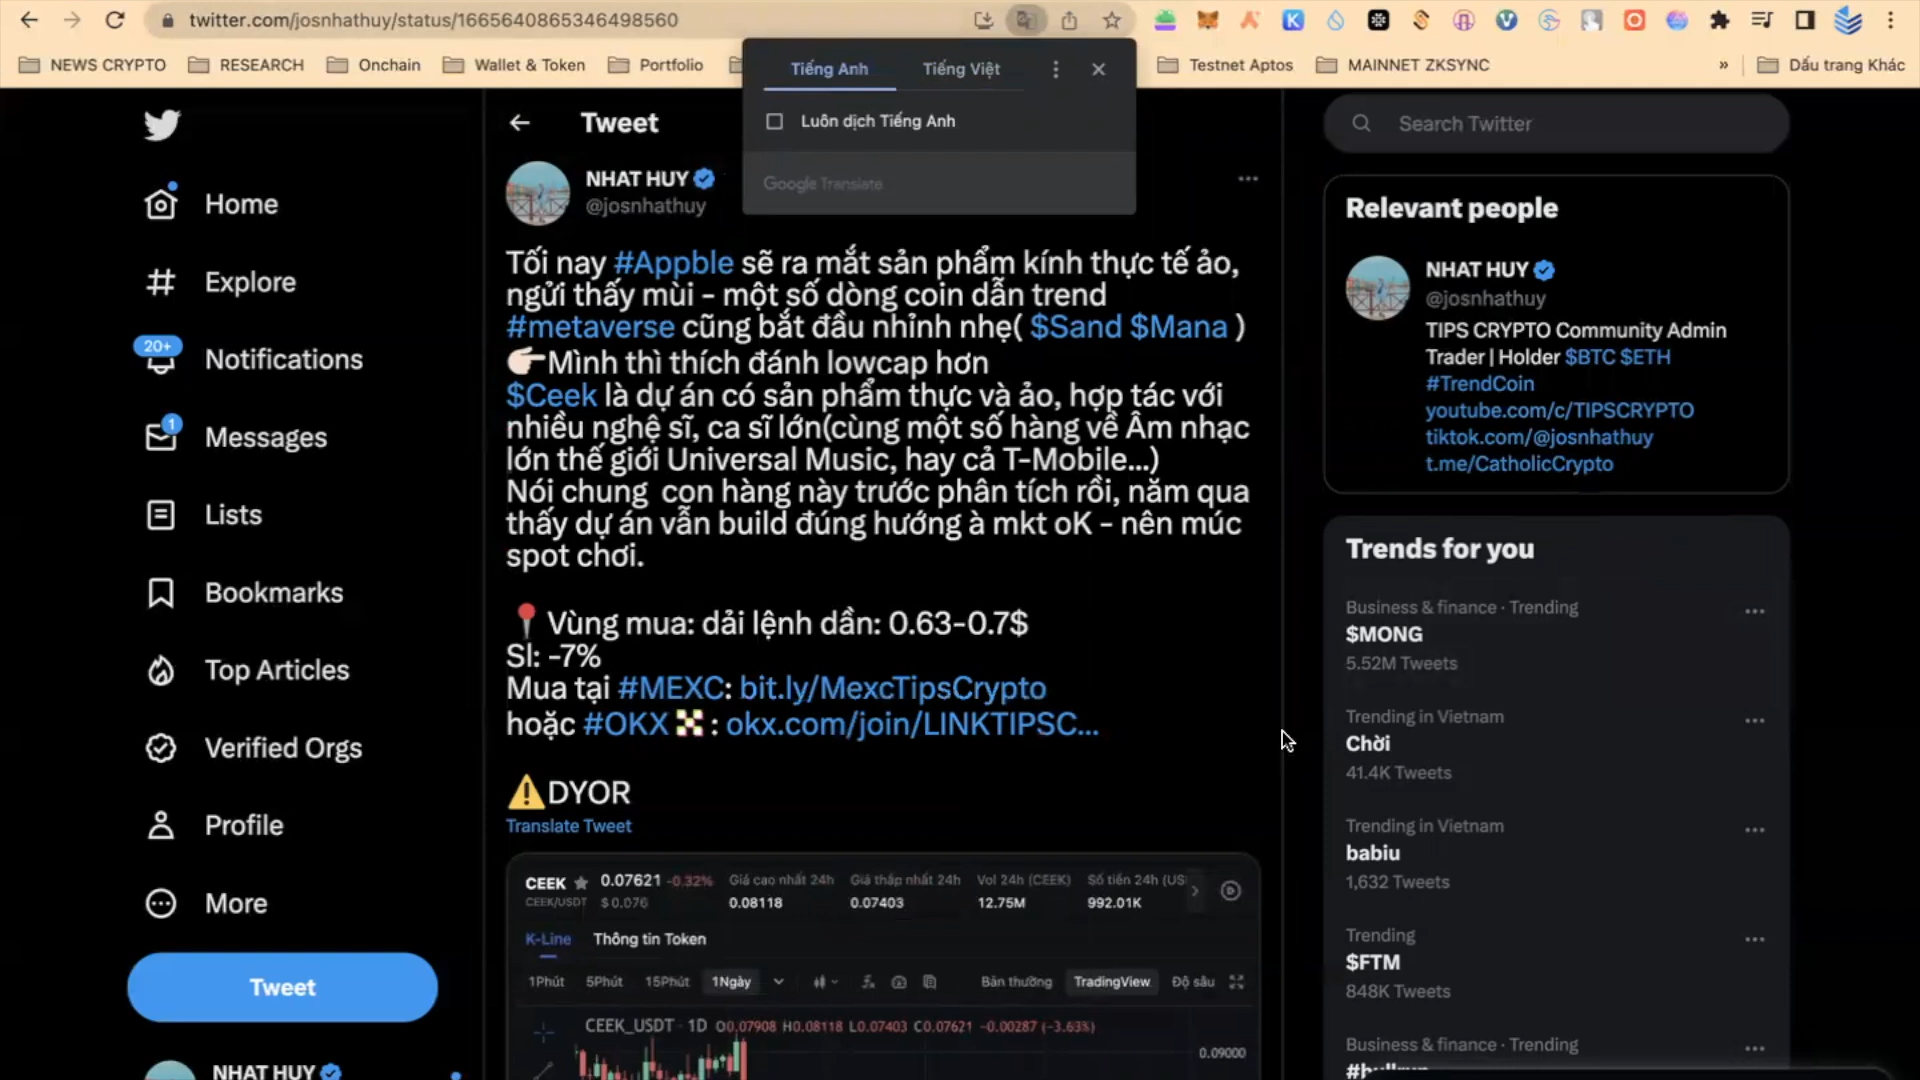 twitter.com/josnhathuy/status/1665640865346498560
NEWS CRYPTO
RESEARCH
Onchain
Wallet & Token
Portfolio
Testnet Aptos
MAINNET ZKSYNC
»
Dấu trang Khác
Tiếng Anh
Tiếng Việt
Luôn dịch Tiếng Anh
Google Translate
Home
Explore
20+
Notifications
1
Messages
Lists
Bookmarks
Top Articles
Verified Orgs
Profile
More
Tweet
NHAT HUY
Tweet
NHAT HUY
@josnhathuy
Tối nay #Appble sẽ ra mắt sản phẩm kính thực tế ảo,
ngửi thấy mùi - một số dòng coin dẫn trend
#metaverse cũng bắt đầu nhỉnh nhẹ( $Sand $Mana )
👉Mình thì thích đánh lowcap hơn
$Ceek là dự án có sản phẩm thực và ảo, hợp tác với
nhiều nghệ sĩ, ca sĩ lớn(cùng một số hàng về Âm nhạc
lớn thế giới Universal Music, hay cả T-Mobile...)
Nói chung con hàng này trước phân tích rồi, năm qua
thấy dự án vẫn build đúng hướng à mkt oK - nên múc
spot chơi.
📍Vùng mua: dải lệnh dần: 0.63-0.7$
Sl: -7%
Mua tại #MEXC: bit.ly/MexcTipsCrypto
hoặc #OKX : okx.com/join/LINKTIPSC...
⚠️DYOR
Translate Tweet
CEEK 0.07621 -0.32% Giá cao nhất 24h Giá thấp nhất 24h Vol 24h (CEEK) Số tiền 24h (US
CEEK/USDT $ 0.076 0.08118 0.07403 12.75M 992.01K
K-Line Thông tin Token
1Phút 5Phút 15Phút 1Ngày Bản thường TradingView Độ sâu
CEEK_USDT · 1D O0.07908 H0.08118 L0.07403 C0.07621 -0.00287 (-3.63%)
0.09000
Search Twitter
Relevant people
NHAT HUY
@josnhathuy
TIPS CRYPTO Community Admin
Trader | Holder $BTC $ETH
#TrendCoin
youtube.com/c/TIPSCRYPTO
tiktok.com/@josnhathuy
t.me/CatholicCrypto
Trends for you
Business & finance · Trending
$MONG
5.52M Tweets
Trending in Vietnam
Chời
41.4K Tweets
Trending in Vietnam
babiu
1,632 Tweets
Trending
$FTM
848K Tweets
Business & finance · Trending